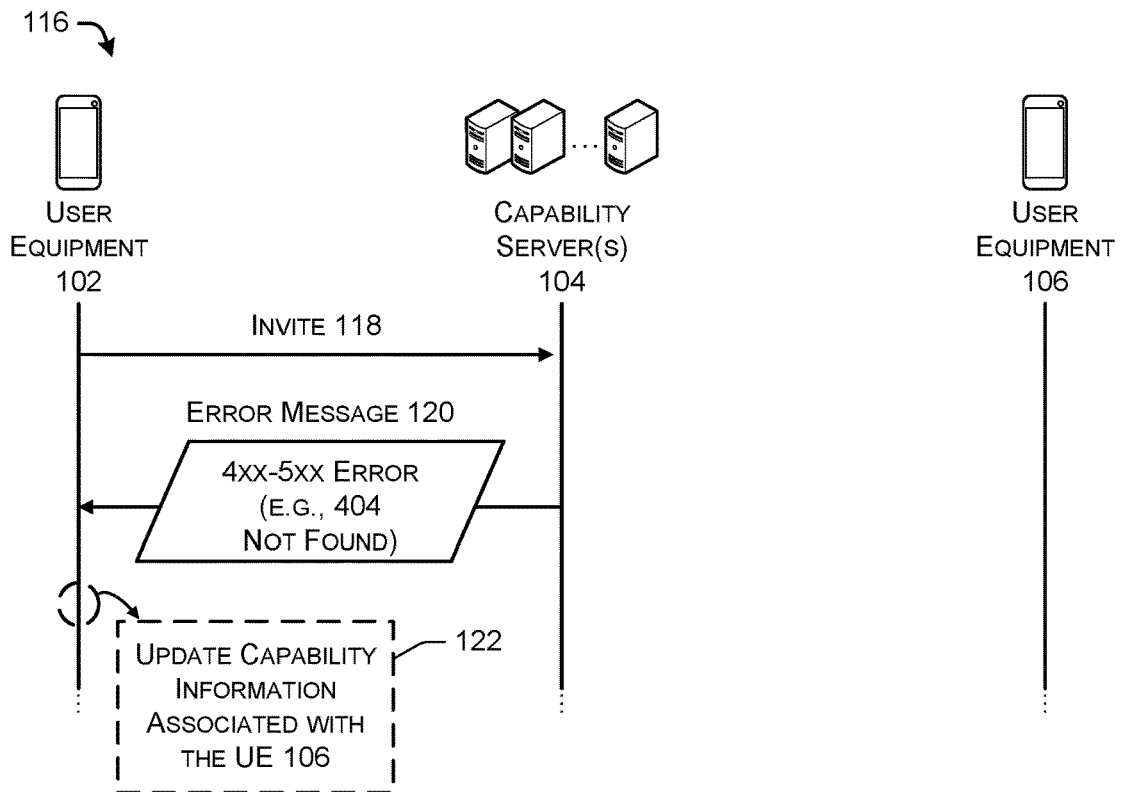 116
USER
EQUIPMENT
102
CAPABILITY
SERVER(S)
104
USER
EQUIPMENT
106
INVITE 118
ERROR MESSAGE 120
4XX-5XX ERROR
(E.G., 404
NOT FOUND)
UPDATE CAPABILITY
INFORMATION
ASSOCIATED WITH
THE UE 106
122